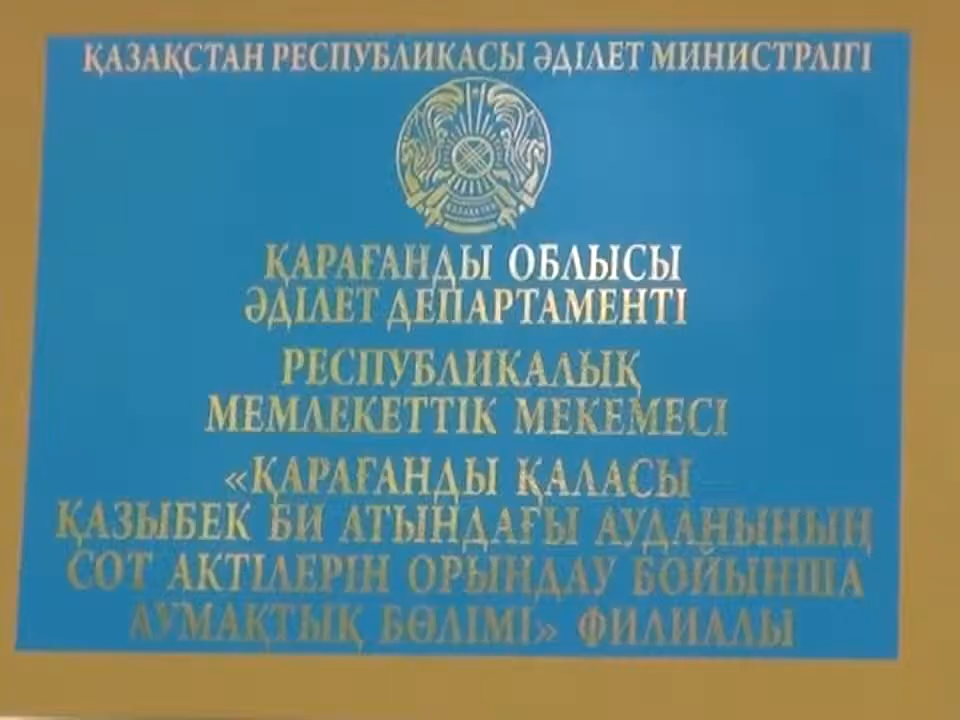 ҚАЗАҚСТАН РЕСПУБЛИКАСЫ ӘДІЛЕТ МИНИСТРЛІГІ
ҚАЗАҚСТАН
ҚАРАҒАНДЫ ОБЛЫСЫ
ӘДІЛЕТ ДЕПАРТАМЕНТІ
РЕСПУБЛИКАЛЫҚ
МЕМЛЕКЕТТІК МЕКЕМЕСІ
«ҚАРАҒАНДЫ ҚАЛАСЫ
ҚАЗЫБЕК БИ АТЫНДАҒЫ АУДАНЫНЫҢ
СОТ АКТІЛЕРІН ОРЫНДАУ БОЙЫНША
АУМАҚТЫҚ БӨЛІМІ» ФИЛИАЛЫ